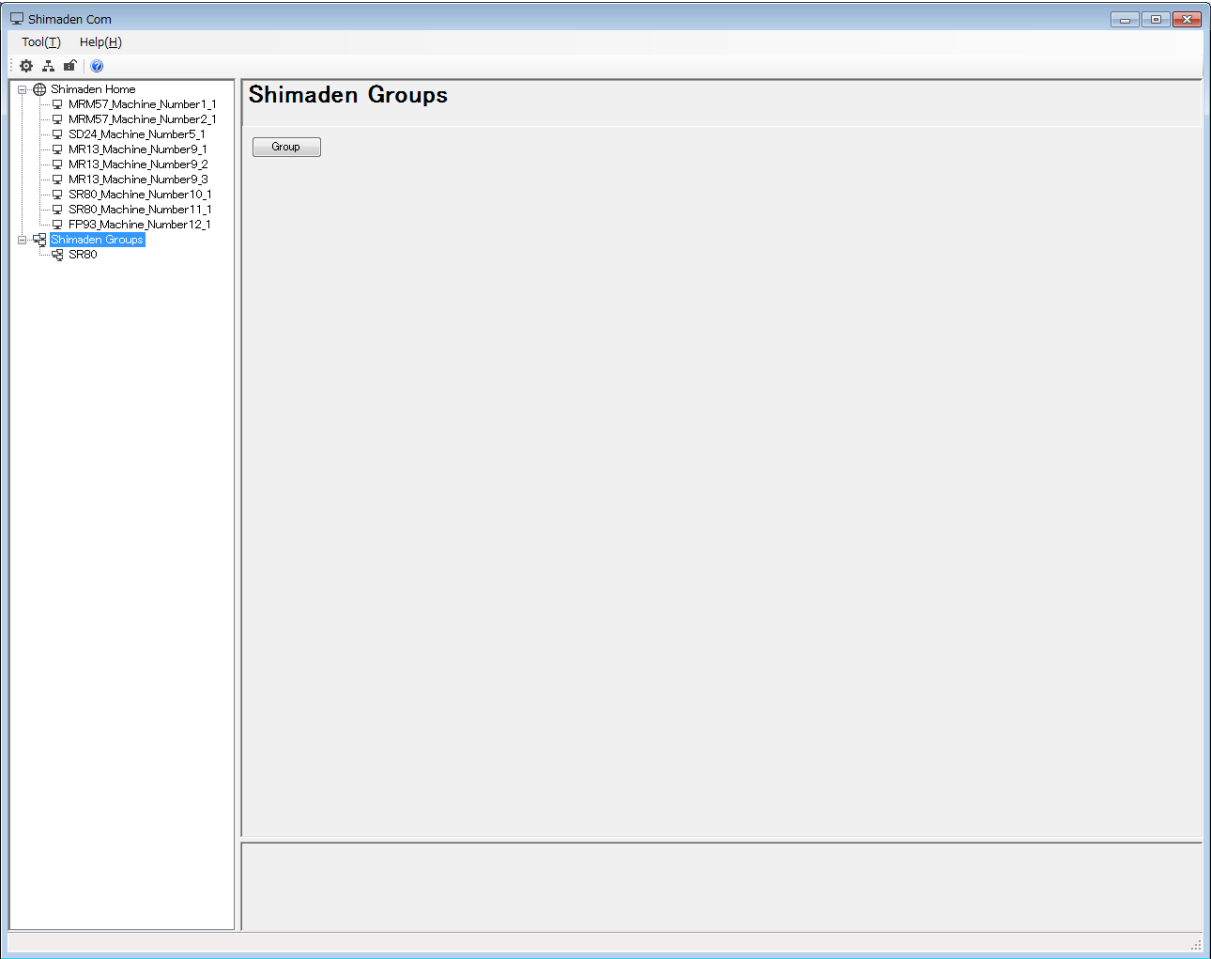 Shimaden Com
Tool(T) Help(H)
Shimaden Home
MRM57_Machine_Number1_1
MRM57_Machine_Number2_1
SD24_Machine_Number5_1
MR13_Machine_Number9_1
MR13_Machine_Number9_2
MR13_Machine_Number9_3
SR80_Machine_Number10_1
SR80_Machine_Number11_1
FP93_Machine_Number12_1
Shimaden Groups
SR80
Shimaden Groups
Group